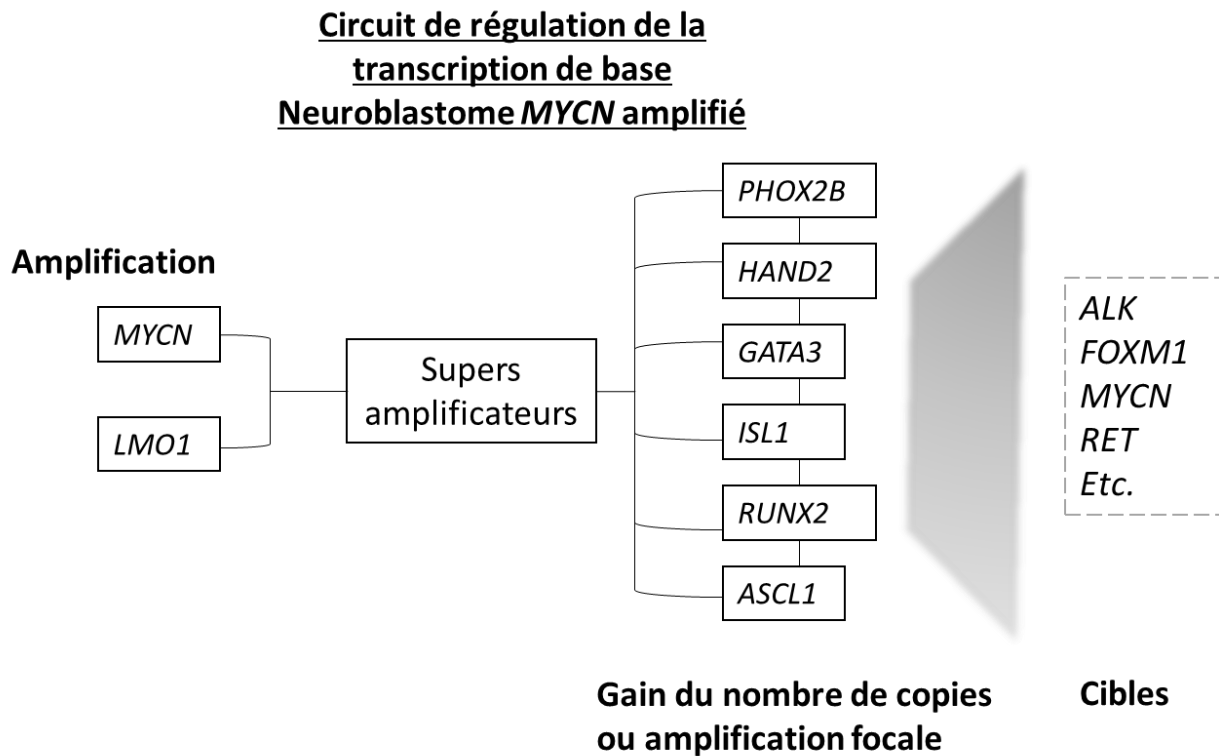 Circuit de régulation de la
transcription de base
Neuroblastome MYCN amplifié
Amplification
MYCN
LMO1
Supers
amplificateurs
PHOX2B
HAND2
GATA3
ISL1
RUNX2
ASCL1
ALK
FOXM1
MYCN
RET
Etc.
Gain du nombre de copies
ou amplification focale
Cibles